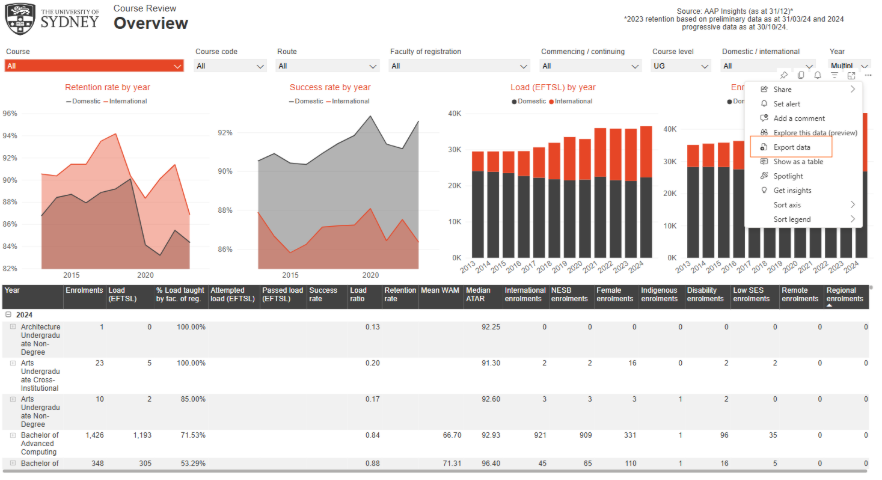 THE UNIVERSITY OF
SYDNEY
Course Review
Overview
Source: AAP Insights (as at 31/12)*
*2023 retention based on preliminary data as at 31/03/24 and 2024
progressive data as at 30/10/24.
Course
All
Course code
All
Route
All
Faculty of registration
All
Commencing / continuing
All
Course level
UG
Domestic / international
All
Year
Retention rate by year
Domestic International
96%
94%
92%
90%
88%
86%
84%
82%
2015 2020
Success rate by year
Domestic International
92%
90%
88%
86%
2015 2020
Load (EFTSL) by year
Domestic International
40K
30K
20K
10K
0K
2013 2014 2015 2016 2017 2018 2019 2020 2021 2022 2023 2024
40K
30K
20K
10K
0K
2013 2014 2015 2016 2017 2018 2019 2020 2021 2022 2023 2024
Share
Set alert
Add a comment
Explore this data (preview)
Export data
Show as a table
Spotlight
Get insights
Sort axis
Sort legend
Year Enrolments Load (EFTSL) % Load taught by fac. of reg. Attempted load (EFTSL) Passed load (EFTSL) Success rate Load ratio Retention rate Mean WAM Median ATAR International enrolments NESB enrolments Female enrolments Indigenous enrolments Disability enrolments Low SES enrolments Remote enrolments Regional enrolments
2024
Architecture Undergradu ate Non- Degree 1 0 100.00% 0.13 92.25 0 0 0 0 0 0 0 0
Arts Undergradu ate Cross- Institutional 23 5 100.00% 0.20 91.30 2 2 16 0 2 2 0 0
Arts Undergradu ate Non- Degree 10 2 85.00% 0.17 92.60 3 3 3 1 2 0 0 0
Bachelor of Advanced Computing 1,426 1,193 71.53% 0.84 66.70 92.93 921 909 331 1 96 35 0 0
Bachelor of 348 305 53.29% 0.88 71.31 96.40 45 65 110 1 16 5 0 0